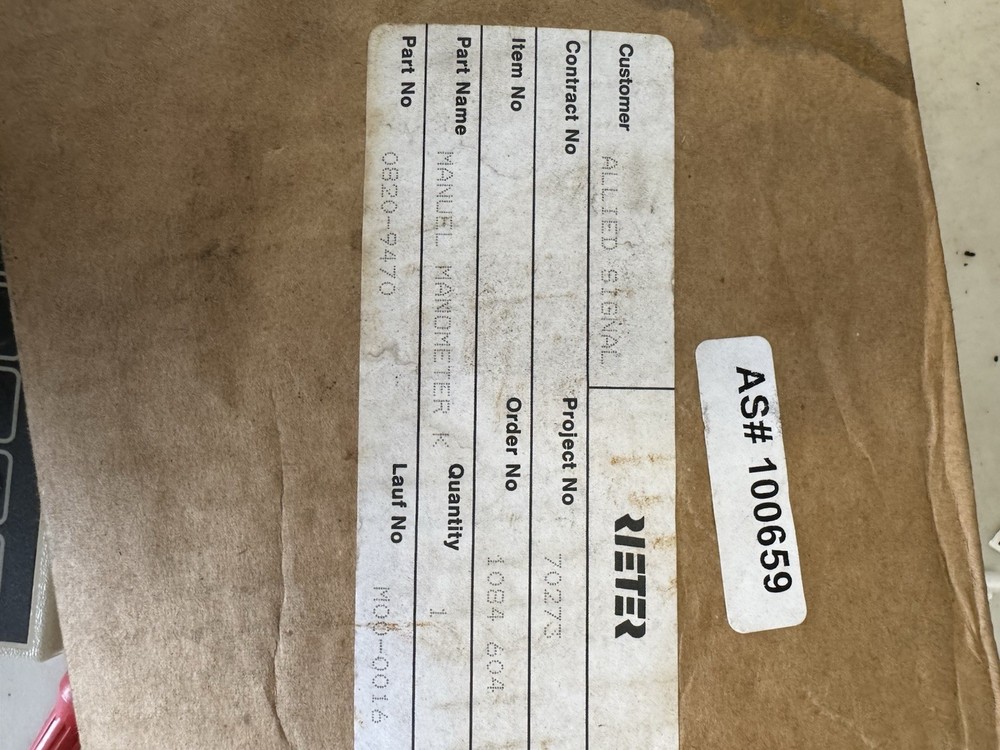 AS# 100659
Customer ALLIED SIGNAL RIETER
Contract No Project No 70273
Item No Order No 1084 604
Part Name MANUEL MANOMETER K Quantity 1
Part No 0820-9470 Lauf No M00-0016